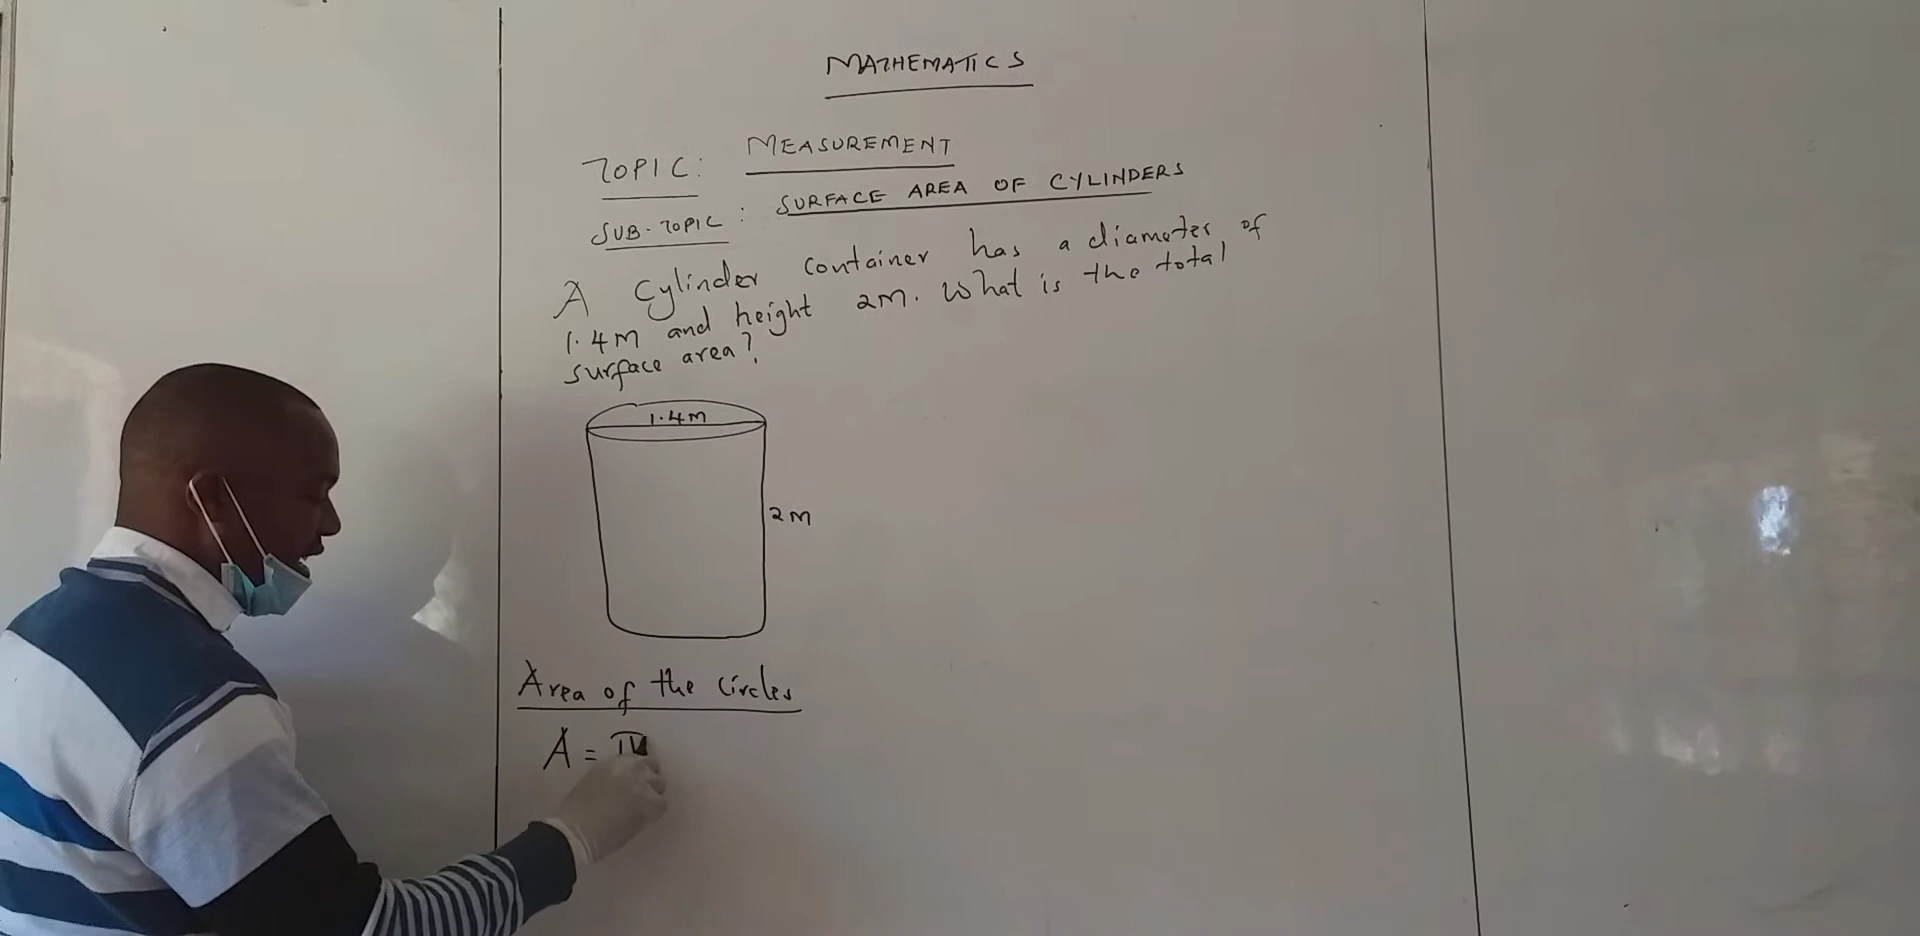 MATHEMATICS
TOPIC: MEASUREMENT
SUB-TOPIC: SURFACE AREA OF CYLINDERS
A Cylinder container has a diameter of
1.4m and height 2m. What is the total
surface area?
1.4m
2m
Area of the circles
A = π